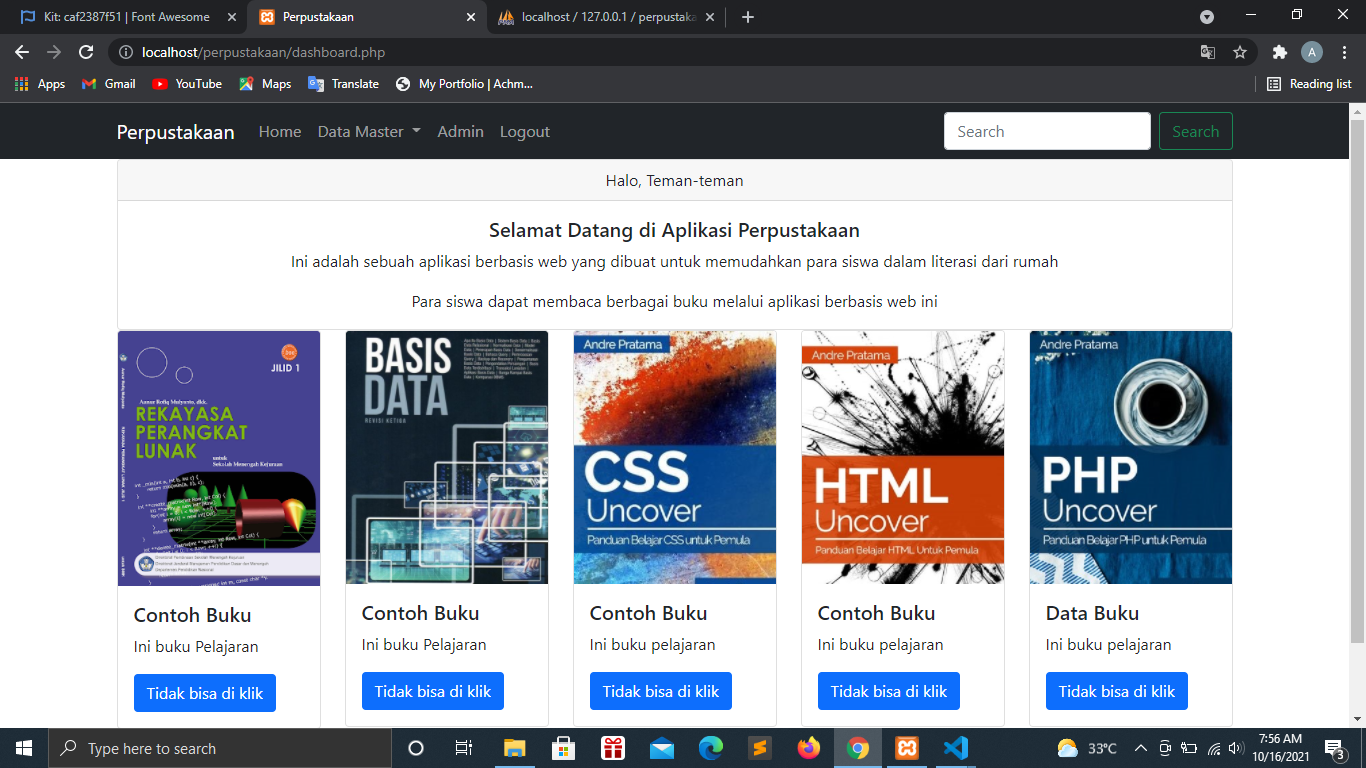 Kit: caf2387f51 | Font Awesome
Perpustakaan
localhost / 127.0.0.1 / perpustaka
localhost/perpustakaan/dashboard.php
A
Apps
Gmail
YouTube
Maps
Translate
My Portfolio | Achm...
Reading list
Perpustakaan
Home
Data Master
Admin
Logout
Search
Search
Halo, Teman-teman
Selamat Datang di Aplikasi Perpustakaan
Ini adalah sebuah aplikasi berbasis web yang dibuat untuk memudahkan para siswa dalam literasi dari rumah
Para siswa dapat membaca berbagai buku melalui aplikasi berbasis web ini
JILID 1
Aunur Rofiq Mulyanto, dkk.
REKAYASA
PERANGKAT
LUNAK
untuk
Sekolah Menengah Kejuruan
Contoh Buku
Ini buku Pelajaran
Tidak bisa di klik
BASIS
DATA
REVISI KETIGA
Contoh Buku
Ini buku Pelajaran
Tidak bisa di klik
Andre Pratama
CSS
Uncover
Panduan Belajar CSS untuk Pemula
Contoh Buku
Ini buku pelajaran
Tidak bisa di klik
Andre Pratama
HTML
Uncover
Panduan Belajar HTML Untuk Pemula
Contoh Buku
Ini buku pelajaran
Tidak bisa di klik
Andre Pratama
PHP
Uncover
Panduan Belajar PHP untuk Pemula
Data Buku
Ini buku pelajaran
Tidak bisa di klik
Type here to search
33°C
7:56 AM
10/16/2021
3